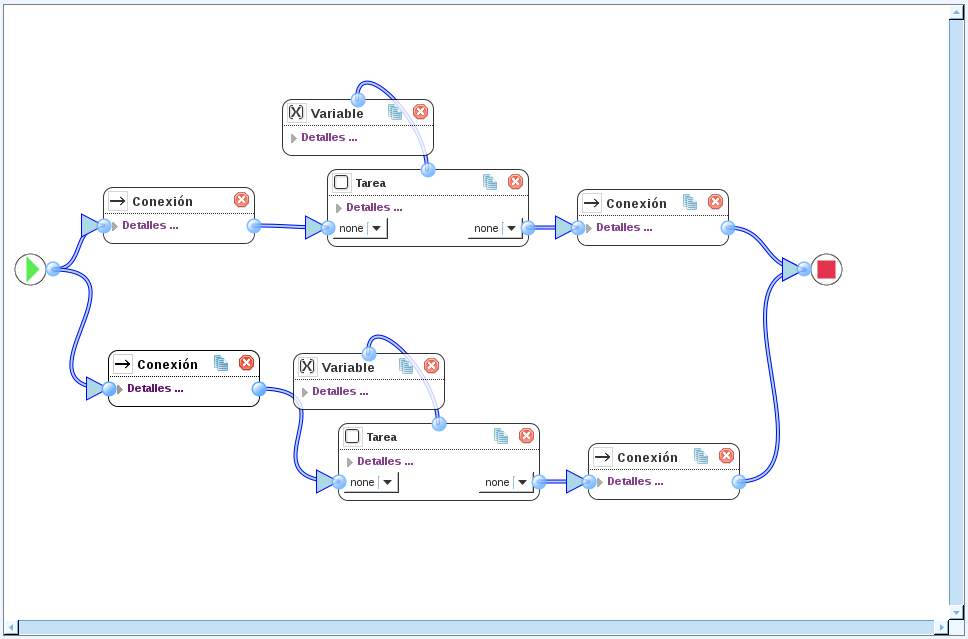 Variable
Detalles ...
Tarea
Detalles ...
none
none
Conexión
Detalles ...
Conexión
Detalles ...
Conexión
Detalles ...
Variable
Detalles ...
Tarea
Detalles ...
none
none
Conexión
Detalles ...